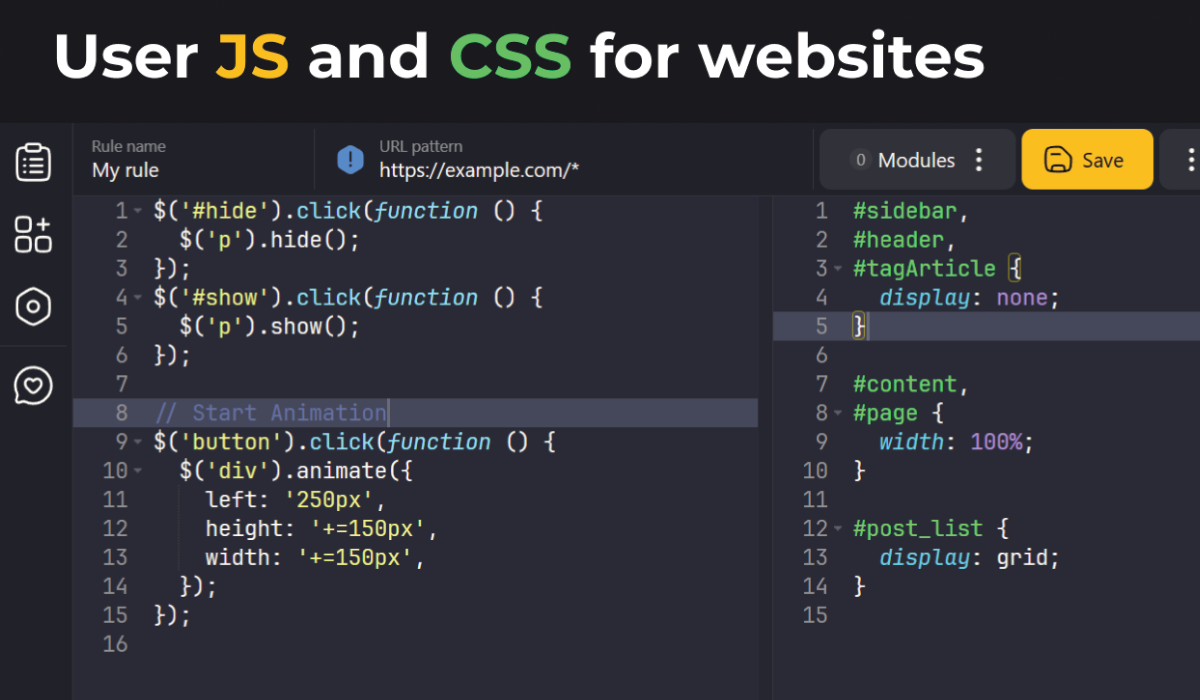 User JS and CSS for websites
Rule name
My rule
URL pattern
https://example.com/*
0 Modules
Save
1 $('#hide').click(function () {
2   $('p').hide();
3 });
4 $('#show').click(function () {
5   $('p').show();
6 });
7
8 // Start Animation
9 $('button').click(function () {
10   $('div').animate({
11     left: '250px',
12     height: '+=150px',
13     width: '+=150px',
14   });
15 });
16
1 #sidebar,
2 #header,
3 #tagArticle {
4   display: none;
5 }
6
7 #content,
8 #page {
9   width: 100%;
10 }
11
12 #post_list {
13   display: grid;
14 }
15